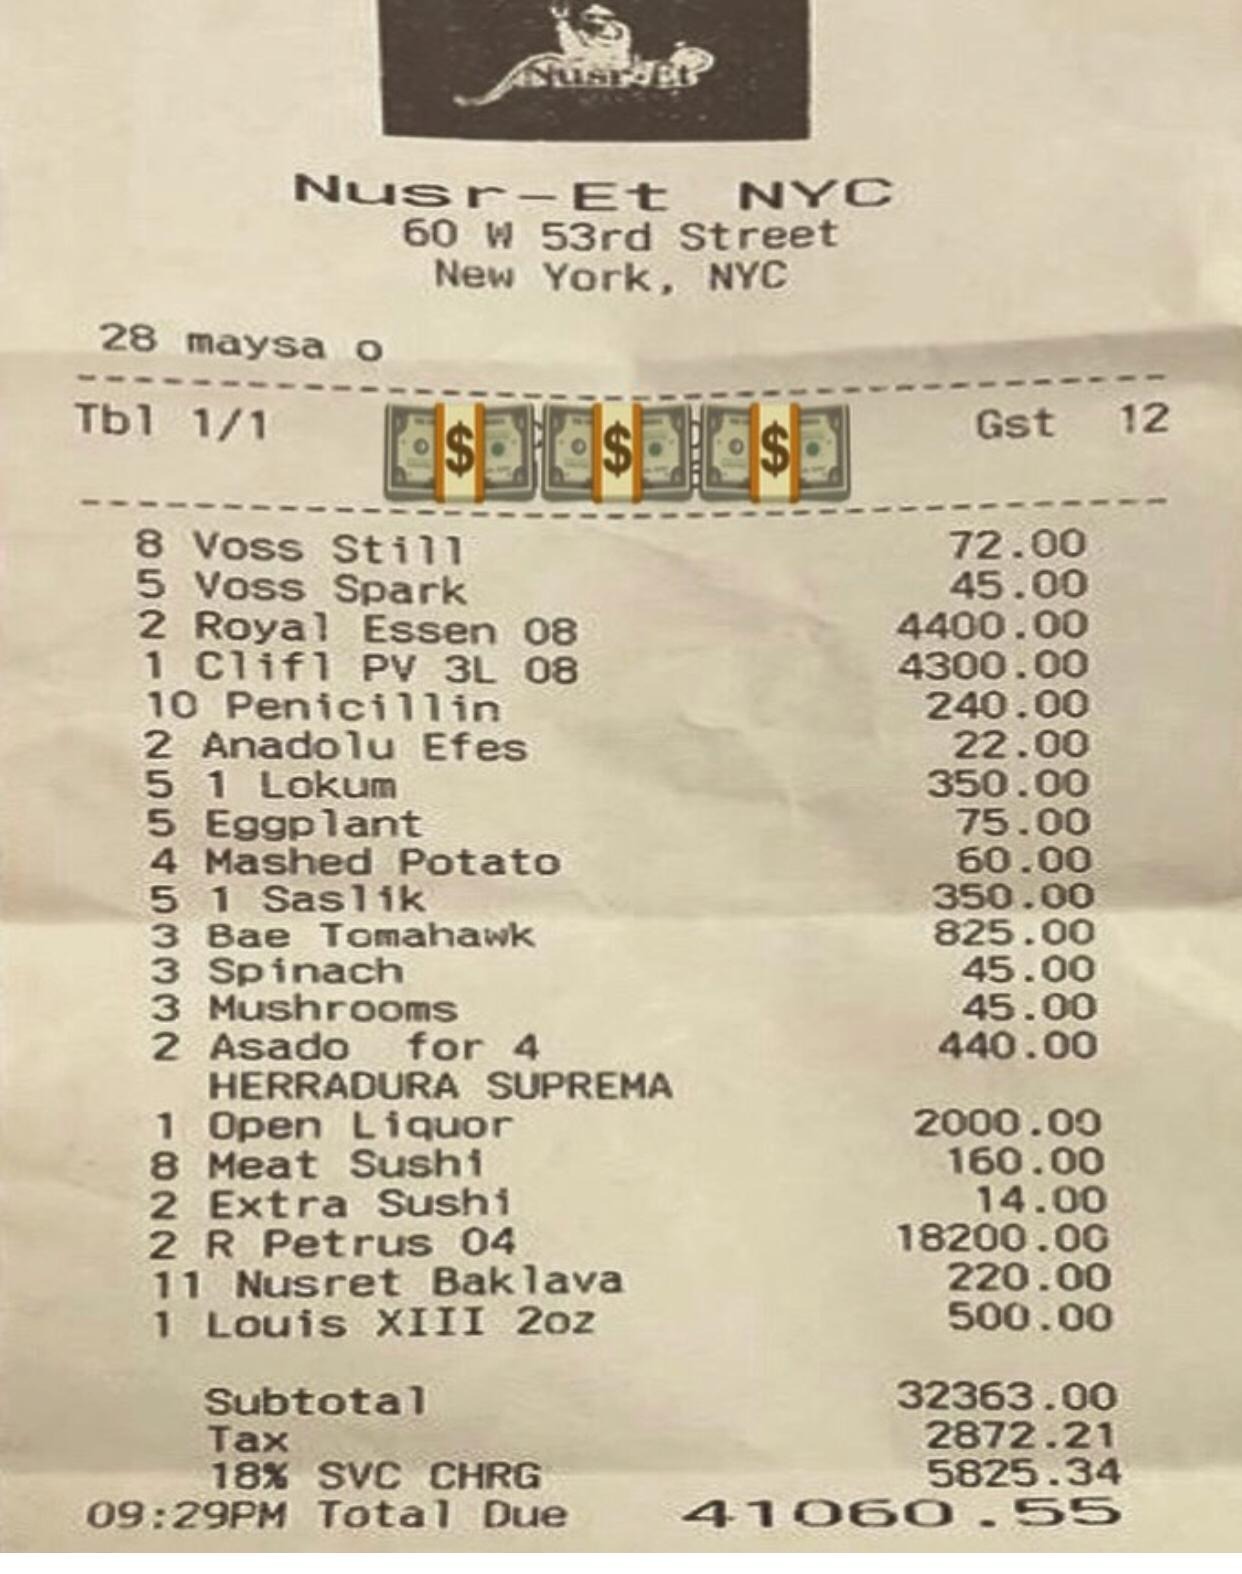 Nusr-Et
Nusr-Et NYC
60 W 53rd Street
New York, NYC
28 maysa o
Tbl 1/1 Gst 12
8 Voss Still 72.00
5 Voss Spark 45.00
2 Royal Essen 08 4400.00
1 Clifl PV 3L 08 4300.00
10 Penicillin 240.00
2 Anadolu Efes 22.00
5 1 Lokum 350.00
5 Eggplant 75.00
4 Mashed Potato 60.00
5 1 Saslik 350.00
3 Bae Tomahawk 825.00
3 Spinach 45.00
3 Mushrooms 45.00
2 Asado for 4 440.00
HERRADURA SUPREMA
1 Open Liquor 2000.00
8 Meat Sushi 160.00
2 Extra Sushi 14.00
2 R Petrus 04 18200.00
11 Nusret Baklava 220.00
1 Louis XIII 2oz 500.00
Subtotal 32363.00
Tax 2872.21
18% SVC CHRG 5825.34
09:29PM Total Due 41060.55